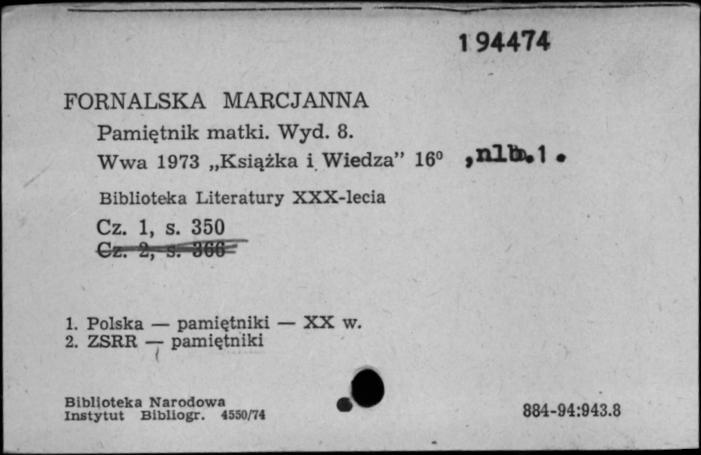 194474
FORNALSKA MARCJANNA
Pamiętnik matki. Wyd. 8.
Wwa 1973 „Książka i Wiedza” 16⁰ ,nlb.1.
Biblioteka Literatury XXX-lecia
Cz. 1, s. 350
Cz. 2, s. 366
1. Polska — pamiętniki — XX w.
2. ZSRR — pamiętniki
Biblioteka Narodowa
Instytut Bibliogr. 4550/74
884-94:943.8